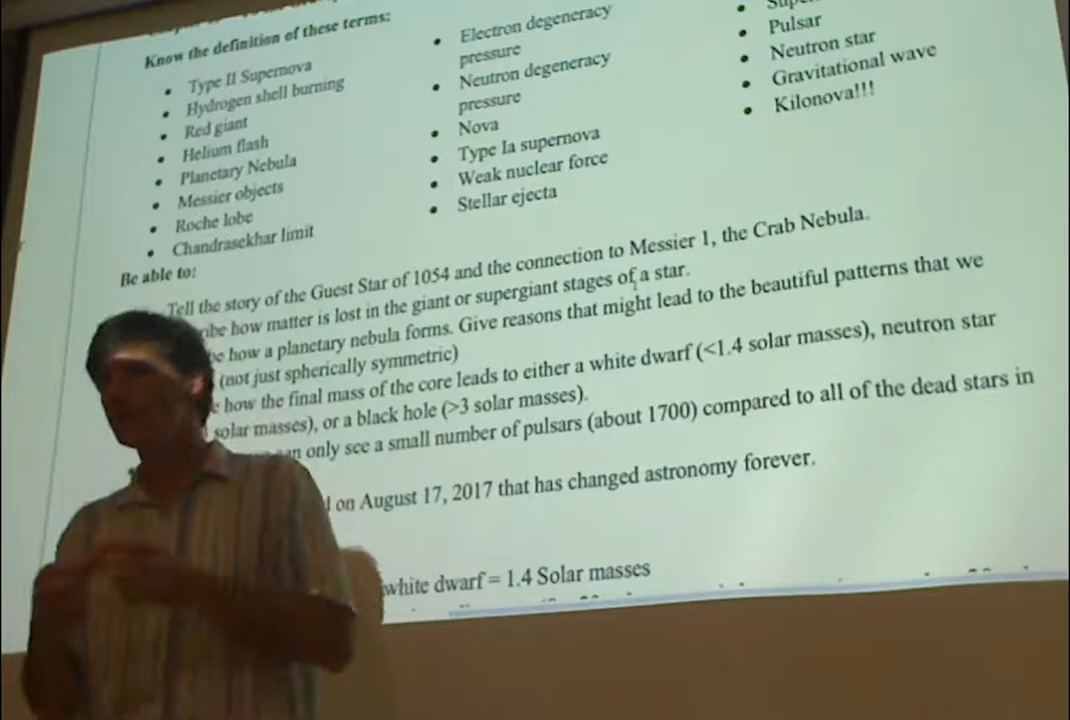 Know the definition of these terms:
• Type II Supernova
• Hydrogen shell burning
• Red giant
• Helium flash
• Planetary Nebula
• Messier objects
• Roche lobe
• Chandrasekhar limit
• Electron degeneracy
pressure
• Neutron degeneracy
pressure
• Nova
• Type Ia supernova
• Weak nuclear force
• Stellar ejecta
• Pulsar
• Neutron star
• Gravitational wave
• Kilonova!!!
Be able to:
Tell the story of the Guest Star of 1054 and the connection to Messier 1, the Crab Nebula.
how matter is lost in the giant or supergiant stages of a star.
how a planetary nebula forms. Give reasons that might lead to the beautiful patterns that we
(not just spherically symmetric)
how the final mass of the core leads to either a white dwarf (<1.4 solar masses), neutron star
solar masses), or a black hole (>3 solar masses).
only see a small number of pulsars (about 1700) compared to all of the dead stars in
on August 17, 2017 that has changed astronomy forever.
white dwarf = 1.4 Solar masses